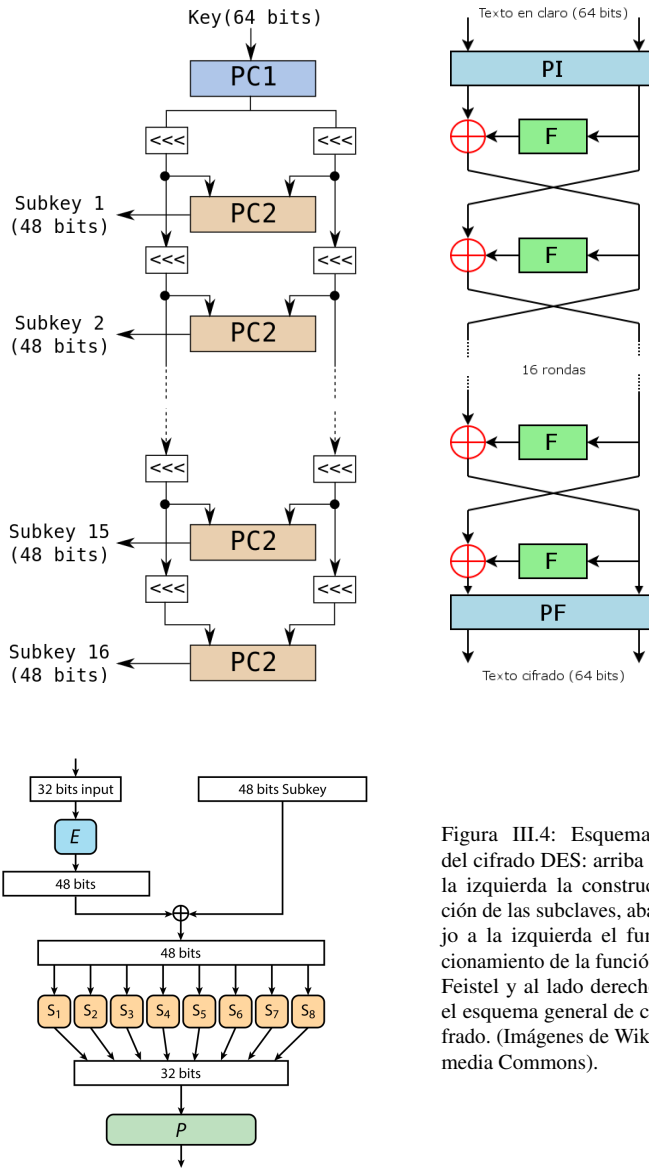 Key(64 bits)
PC1
<<<
<<<
Subkey 1
(48 bits)
PC2
<<<
<<<
Subkey 2
(48 bits)
PC2
<<<
<<<
Subkey 15
(48 bits)
PC2
<<<
<<<
Subkey 16
(48 bits)
PC2
Texto en claro (64 bits)
PI
F
F
16 rondas
F
F
PF
Texto cifrado (64 bits)
32 bits input
48 bits Subkey
E
48 bits
48 bits
S1 S2 S3 S4 S5 S6 S7 S8
32 bits
P
Figura III.4: Esquema
del cifrado DES: arriba
la izquierda la construc
ción de las subclaves, aba
jo a la izquierda el fun
cionamiento de la funció
Feistel y al lado derech
el esquema general de c
frado. (Imágenes de Wik
media Commons).